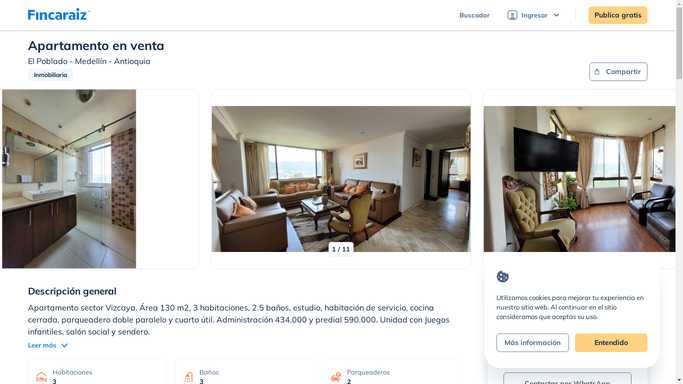 Fincaraiz
Buscador
Ingresar
Publica gratis
Apartamento en venta
El Poblado - Medellín - Antioquia
Inmobiliaria
Compartir
1 / 11
Descripción general
Apartamento sector Vizcaya. Área 130 m2, 3 habitaciones, 2.5 baños, estudio, habitación de servicio, cocina
cerrada, parqueadero doble paralelo y cuarto útil. Administración 434.000 y predial 590.000. Unidad con Juegos
infantiles, salón social y sendero.
Leer más
Habitaciones
3
Baños
3
Parqueaderos
2
Utilizamos cookies para mejorar tu experiencia en
nuestro sitio web. Al continuar en el sitio
consideramos que aceptas su uso.
Más información
Entendido
Contactar por WhatsApp